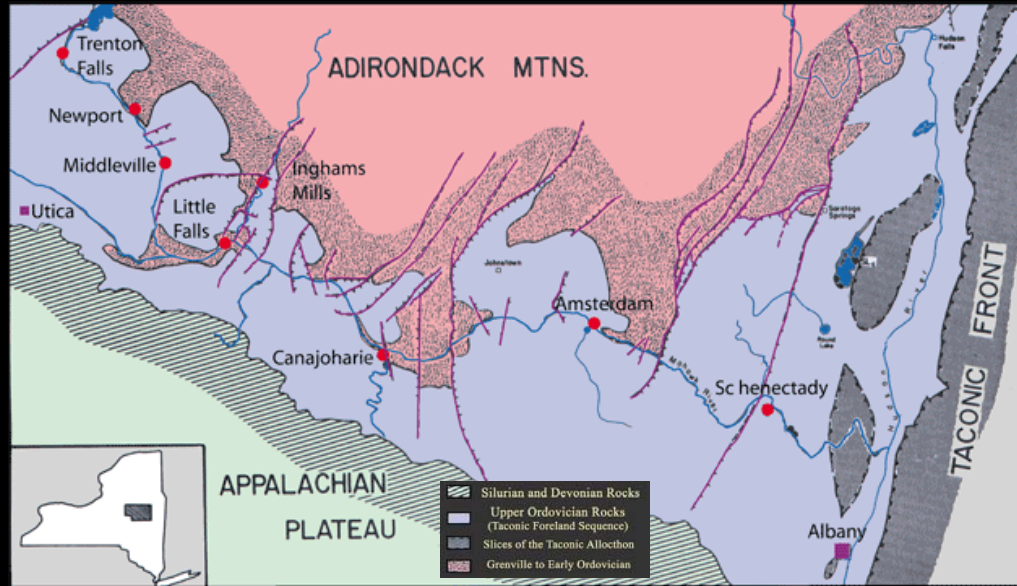 Trenton
Falls
ADIRONDACK MTNS.
Hudson
Falls
Newport
Middleville
Inghams
Mills
Utica
Little
Falls
Saratoga
Springs
Johnstown
Amsterdam
River
TACONIC FRONT
Round
Lake
Canajoharie
Mohawk River
Sc henectady
Hudson
APPALACHIAN
PLATEAU
Silurian and Devonian Rocks
Upper Ordovician Rocks
(Taconic Foreland Sequence)
Slices of the Taconic Allocthon
Grenville to Early Ordovician
Albany